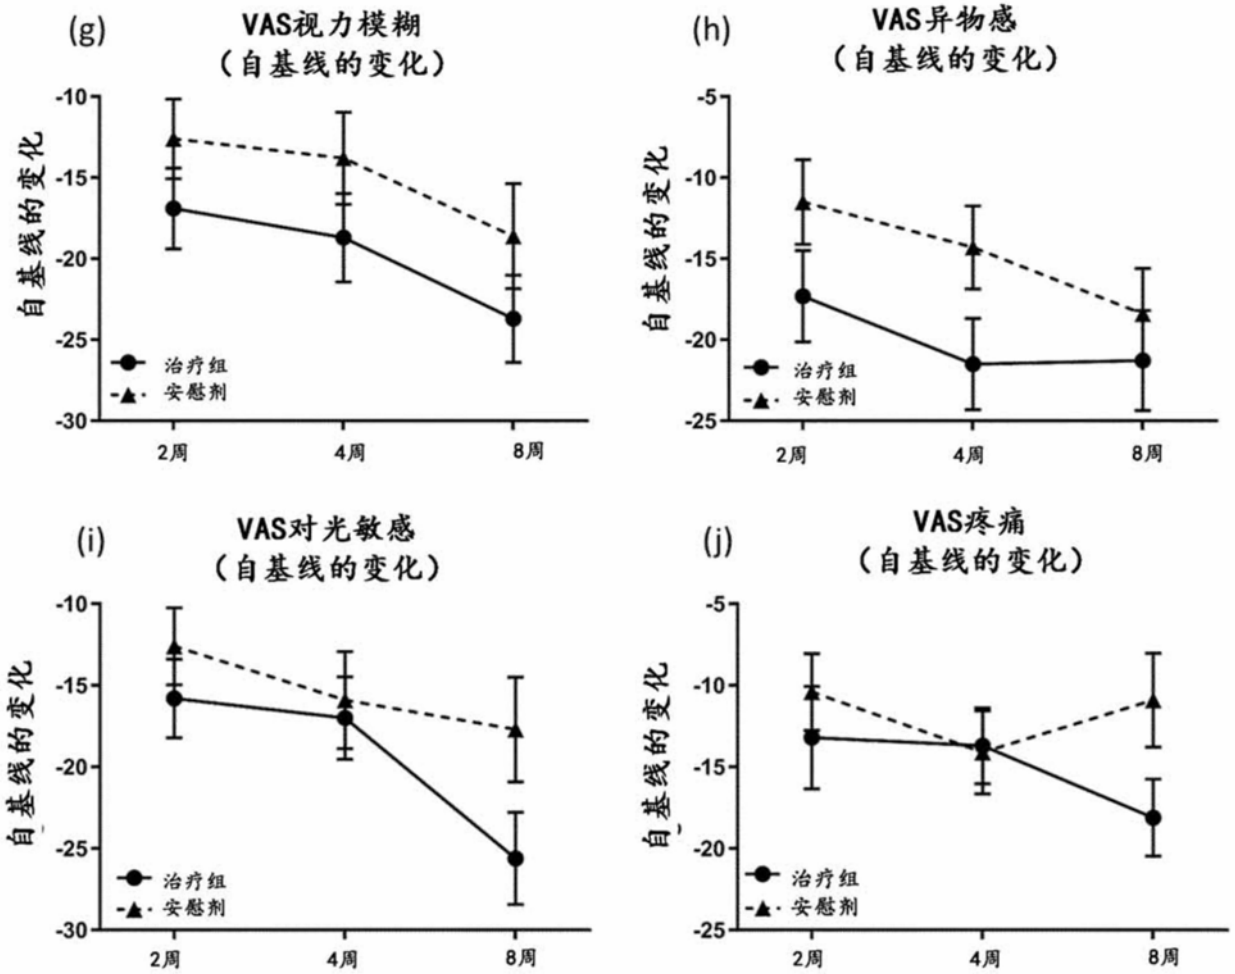 (g)
VAS视力模糊
（自基线的变化）
自基线的变化
-10
-15
-20
-25
-30
治疗组
安慰剂
2周
4周
8周
(h)
VAS异物感
（自基线的变化）
自基线的变化
-5
-10
-15
-20
-25
治疗组
安慰剂
2周
4周
8周
(i)
VAS对光敏感
（自基线的变化）
自基线的变化
-10
-15
-20
-25
-30
治疗组
安慰剂
2周
4周
8周
(j)
VAS疼痛
（自基线的变化）
自基线的变化
-5
-10
-15
-20
-25
治疗组
安慰剂
2周
4周
8周